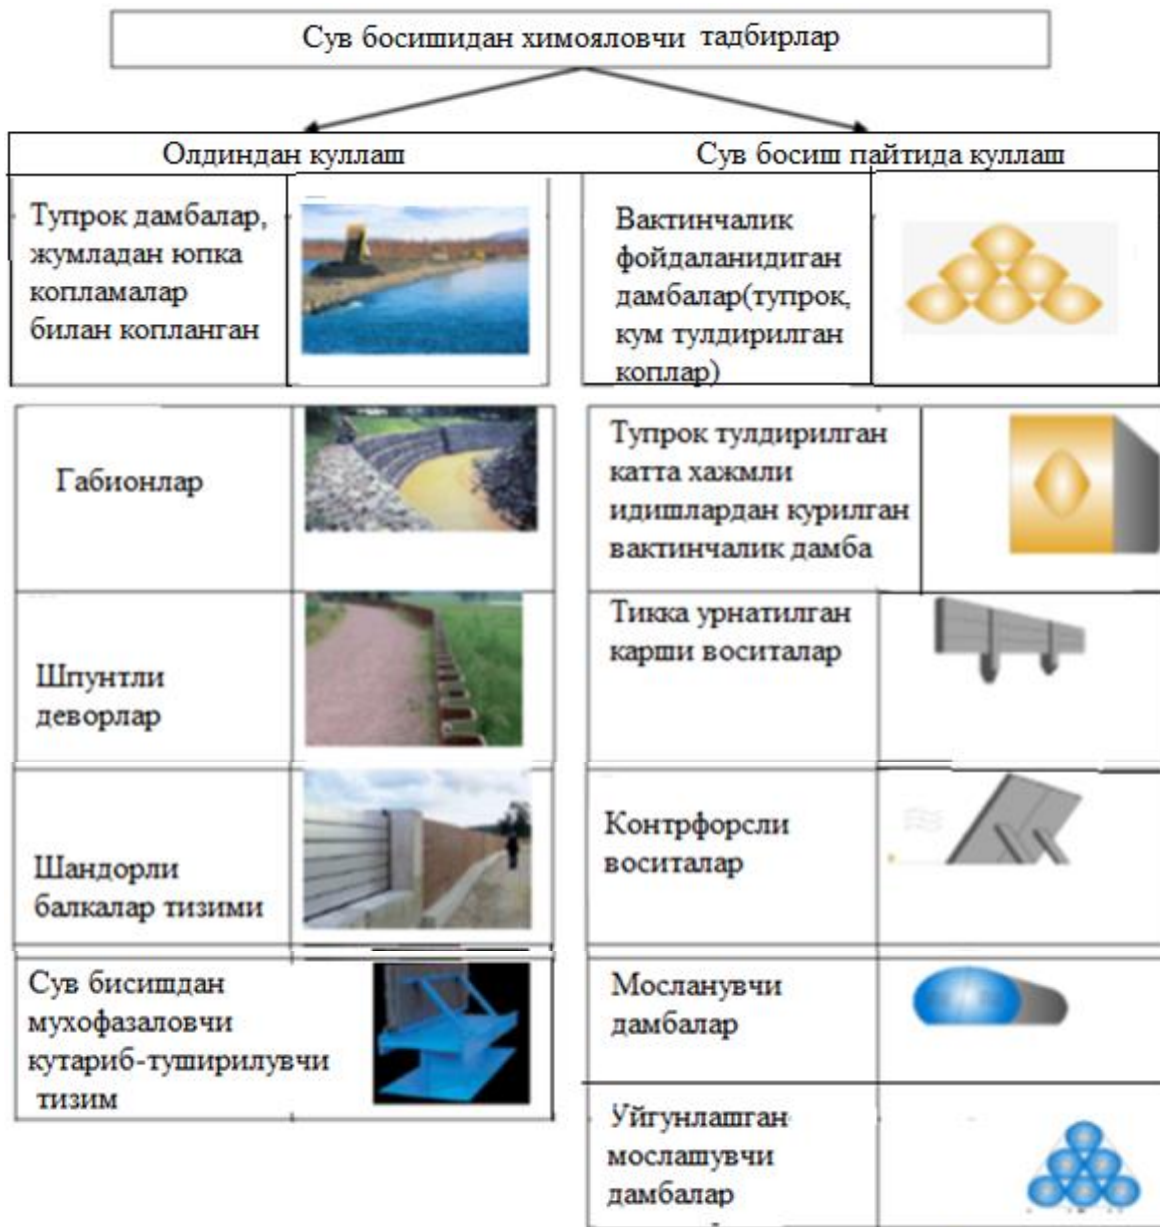 Сув босишидан химояловчи тадбирлар
Олдиндан куллаш
Сув босиш пайтида куллаш
Тупрок дамбалар,
жумладан юпка
копламалар
билан копланган
Вактинчалик
фойдаланидиган
дамбалар(тупрок,
кум тулдирилган
коплар)
Габионлар
Тупрок тулдирилган
катта хажмли
идишлардан курилган
вактинчалик дамба
Шпунтли
деворлар
Тикка урнатилган
карши воситалар
Шандорли
балкалар тизими
Контрфорсли
воситалар
Сув бисишдан
мухофазаловчи
кутариб-туширилувчи
тизим
Мосланувчи
дамбалар
Уйгунлашган
мослашувчи
дамбалар